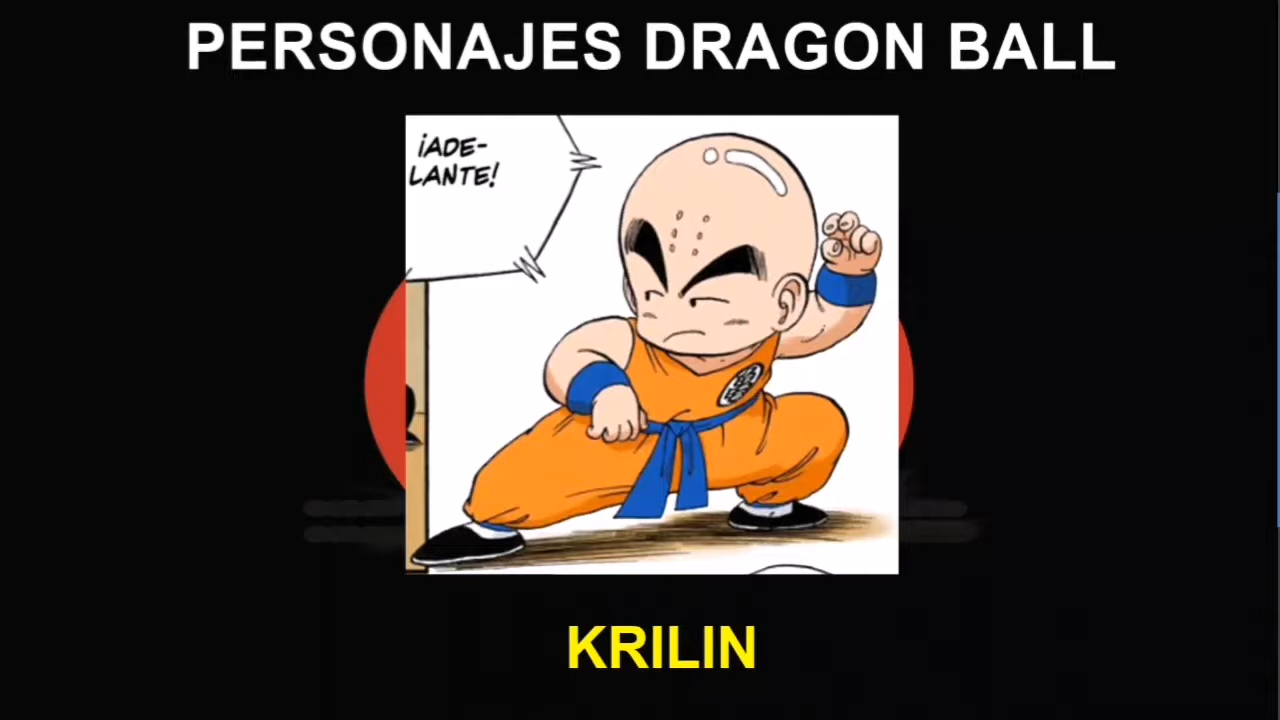 PERSONAJES DRAGON BALL
¡ADE-
LANTE!
KRILIN